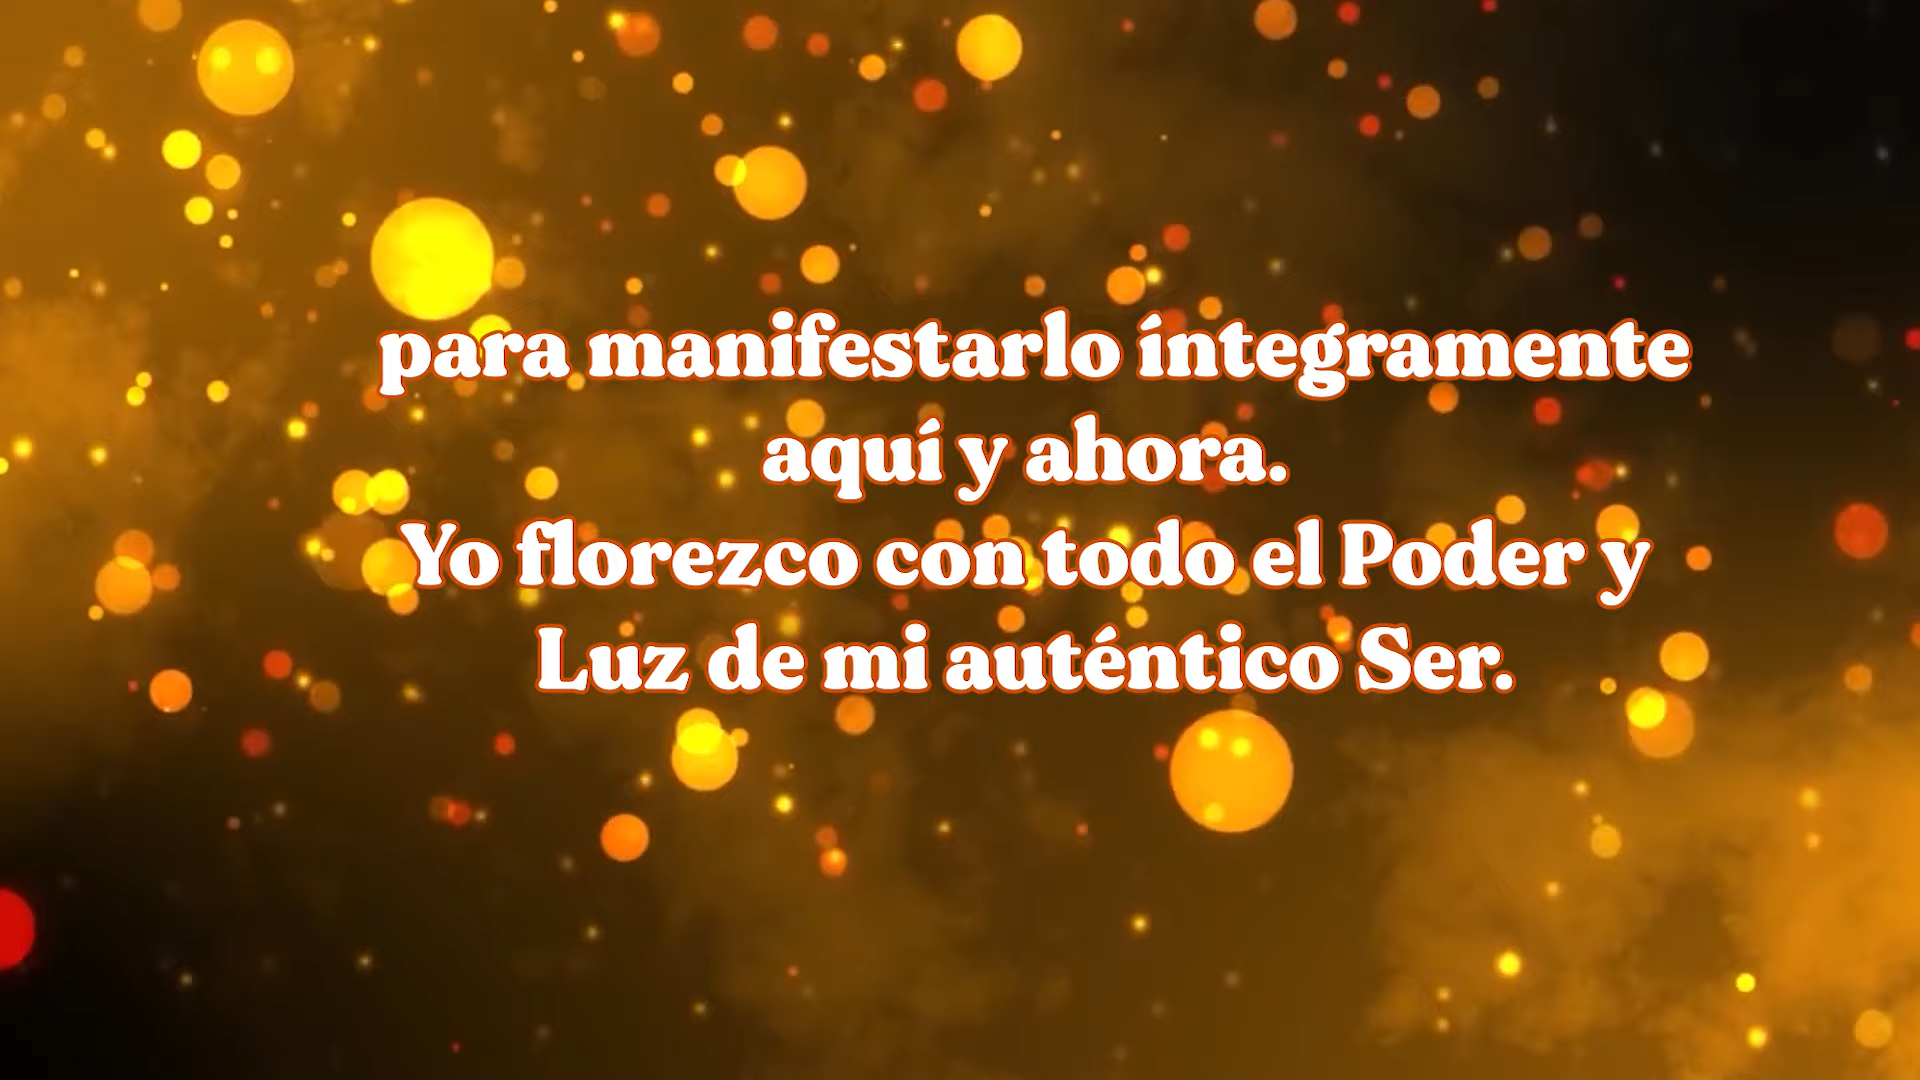 para manifestarlo íntegramente
aquí y ahora.
Yo florezco con todo el Poder y
Luz de mi auténtico Ser.